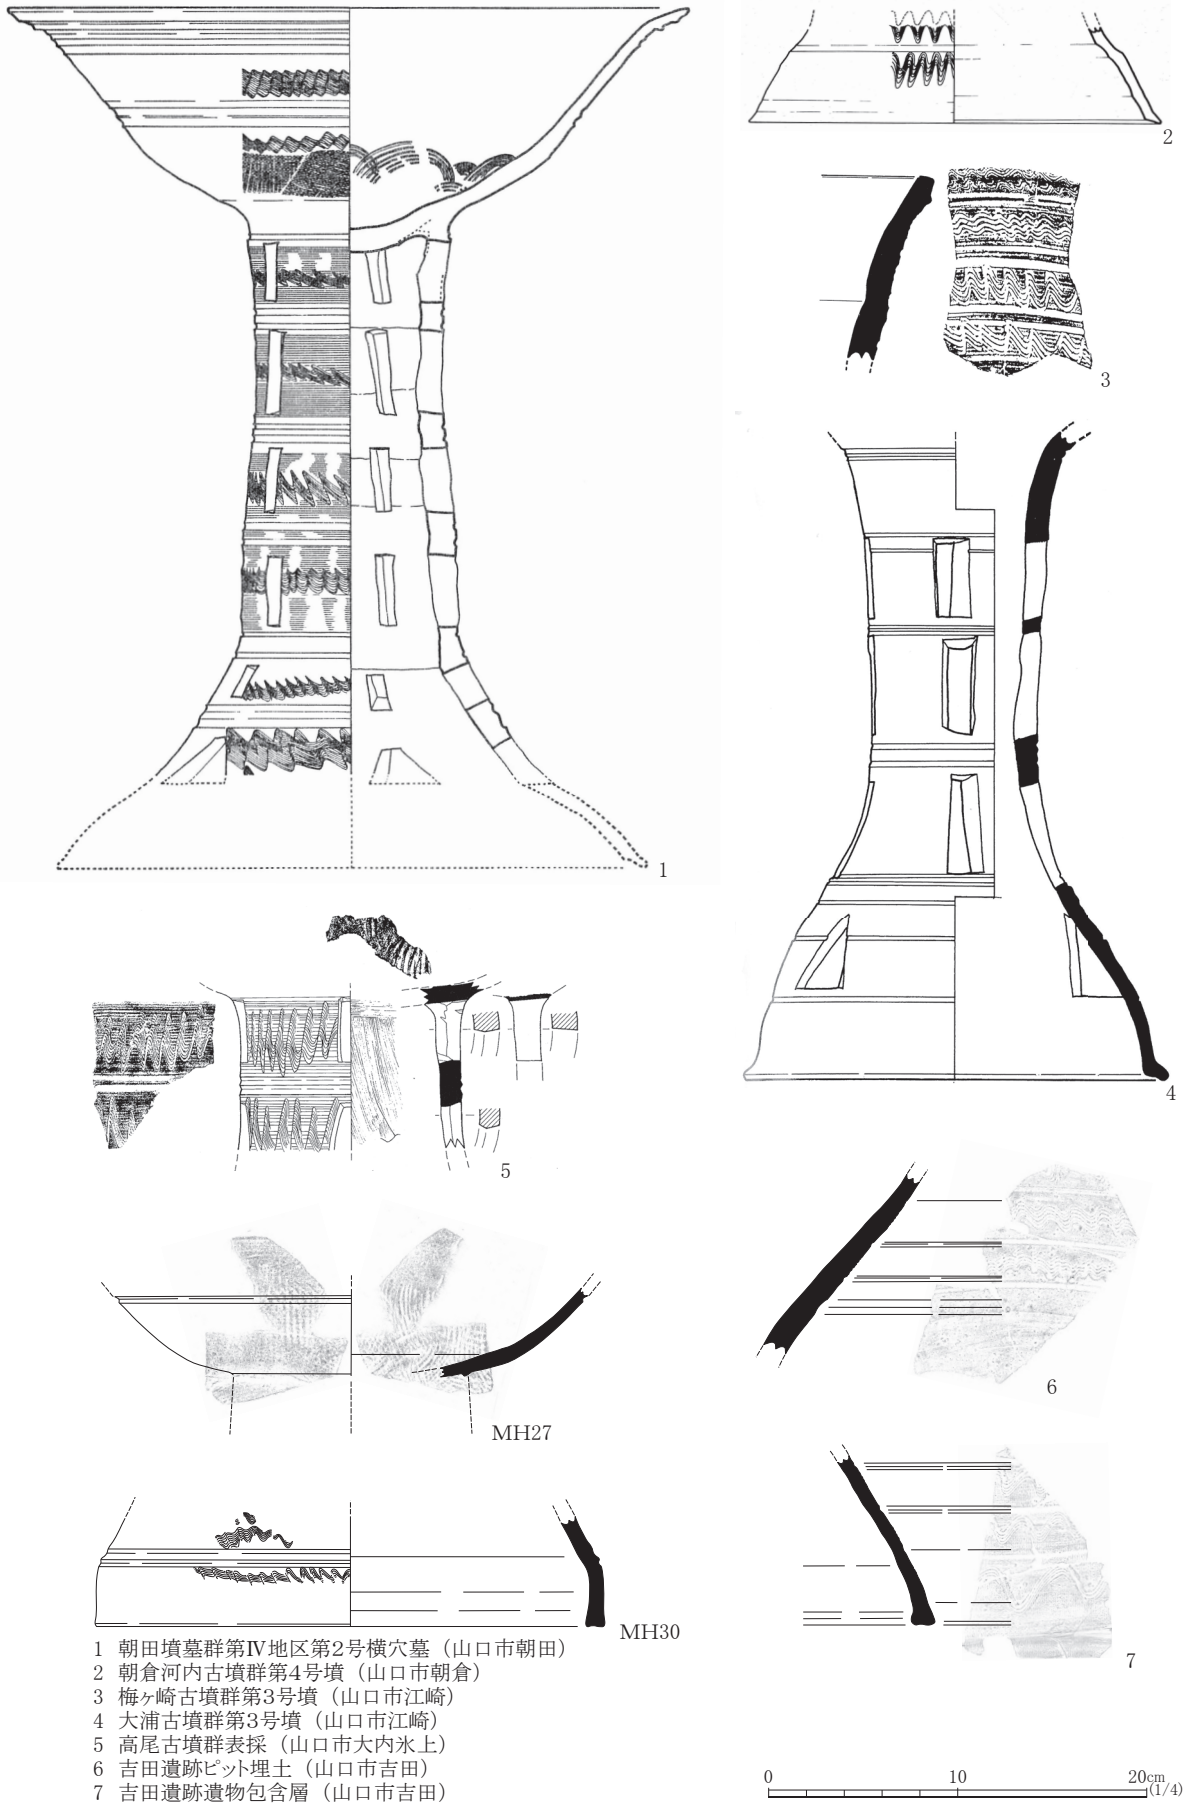 1
2
3
4
5
6
MH27
7
MH30
1 朝田墳墓群第Ⅳ地区第2号横穴墓（山口市朝田）
2 朝倉河内古墳群第4号墳（山口市朝倉）
3 梅ヶ崎古墳群第3号墳（山口市江崎）
4 大浦古墳群第3号墳（山口市江崎）
5 高尾古墳群表採（山口市大内氷上）
6 吉田遺跡ピット埋土（山口市吉田）
7 吉田遺跡遺物包含層（山口市吉田）
0 10 20cm
(1/4)